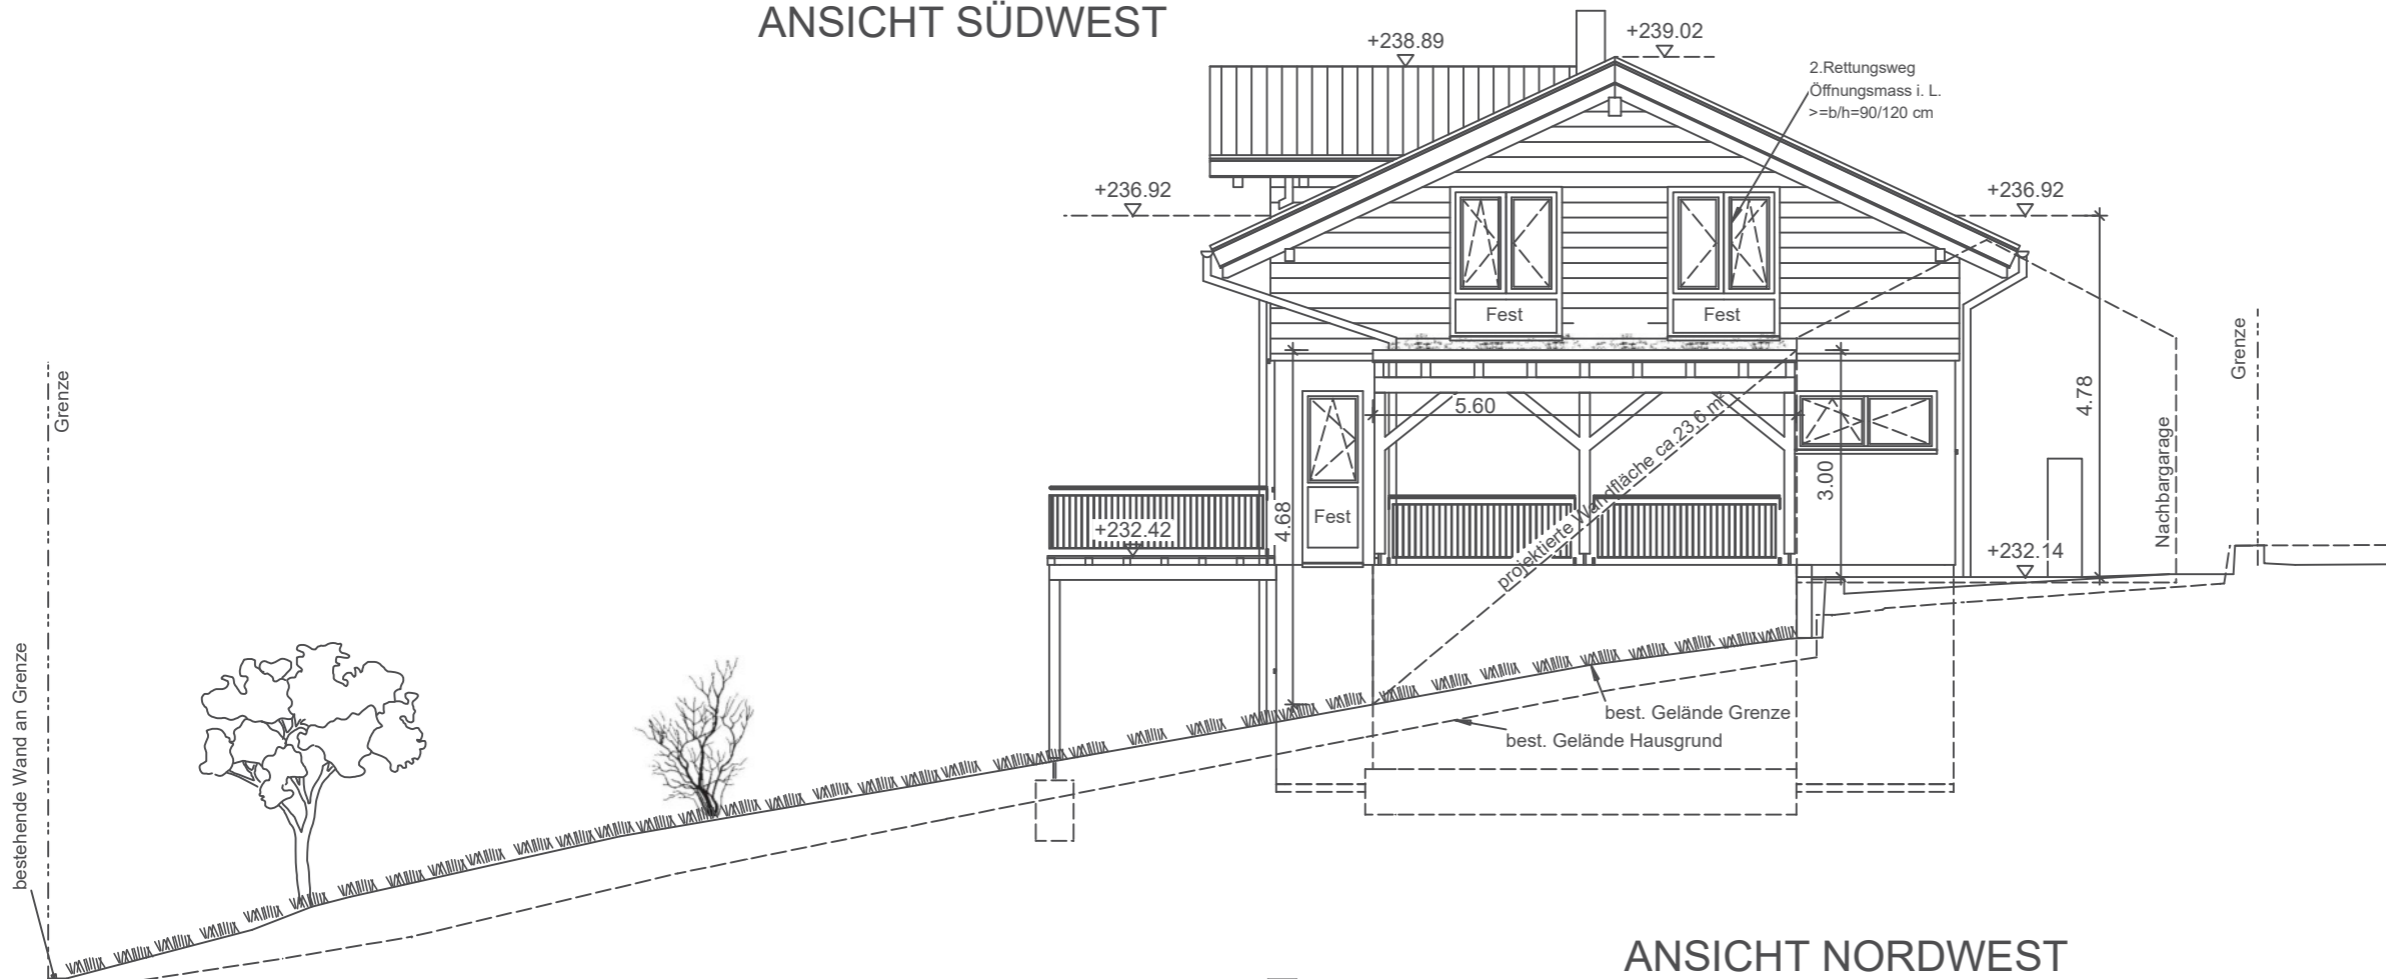 ANSICHT SÜDWEST
+238.89
+239.02
2.Rettungsweg
Öffnungsmass i. L.
>=b/h=90/120 cm
+236.92
+236.92
Fest
Fest
Grenze
Grenze
4.78
5.60
Nachbargarage
3.00
projektierte Wandfläche ca.23,6 m²
4.68
Fest
+232.42
+232.14
bestehende Wand an Grenze
best. Gelände Grenze
best. Gelände Hausgrund
ANSICHT NORDWEST